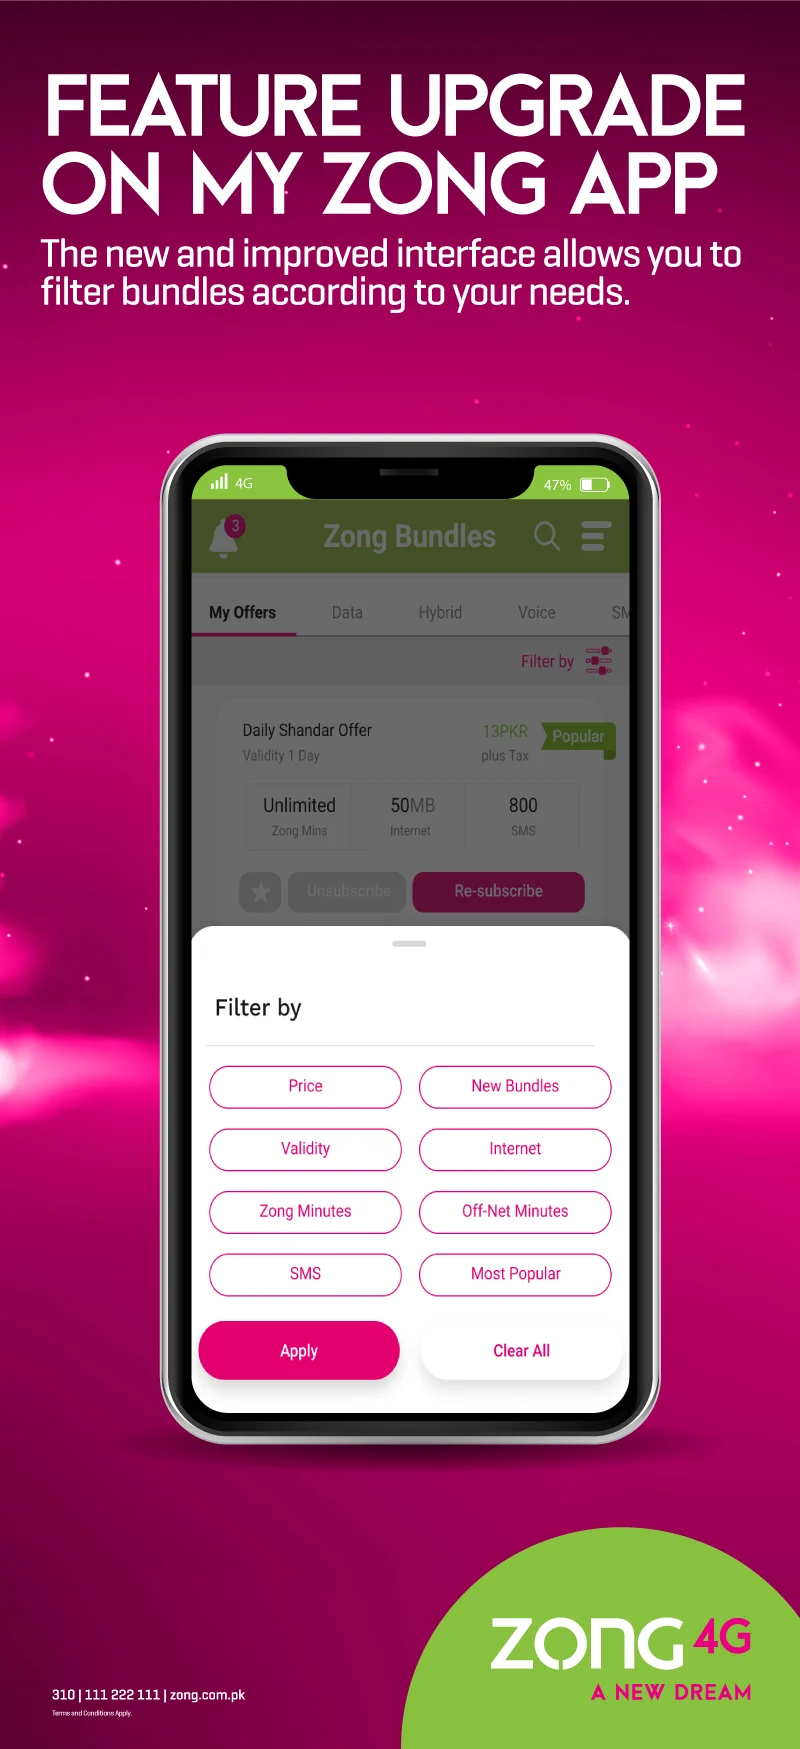 FEATURE UPGRADE
ON MY ZONG APP
The new and improved interface allows you to
filter bundles according to your needs.
4G
47%
3
Zong Bundles
My Offers
Data
Hybrid
Voice
SM
Filter by
Daily Shandar Offer
13PKR
Popular
Validity 1 Day
plus Tax
Unlimited
50MB
800
Zong Mins
Internet
SMS
Unsubscribe
Re-subscribe
Filter by
Price
New Bundles
Validity
Internet
Zong Minutes
Off-Net Minutes
SMS
Most Popular
Apply
Clear All
ZONG 4G
A NEW DREAM
310 | 111 222 111 | zong.com.pk
Terms and Conditions Apply.